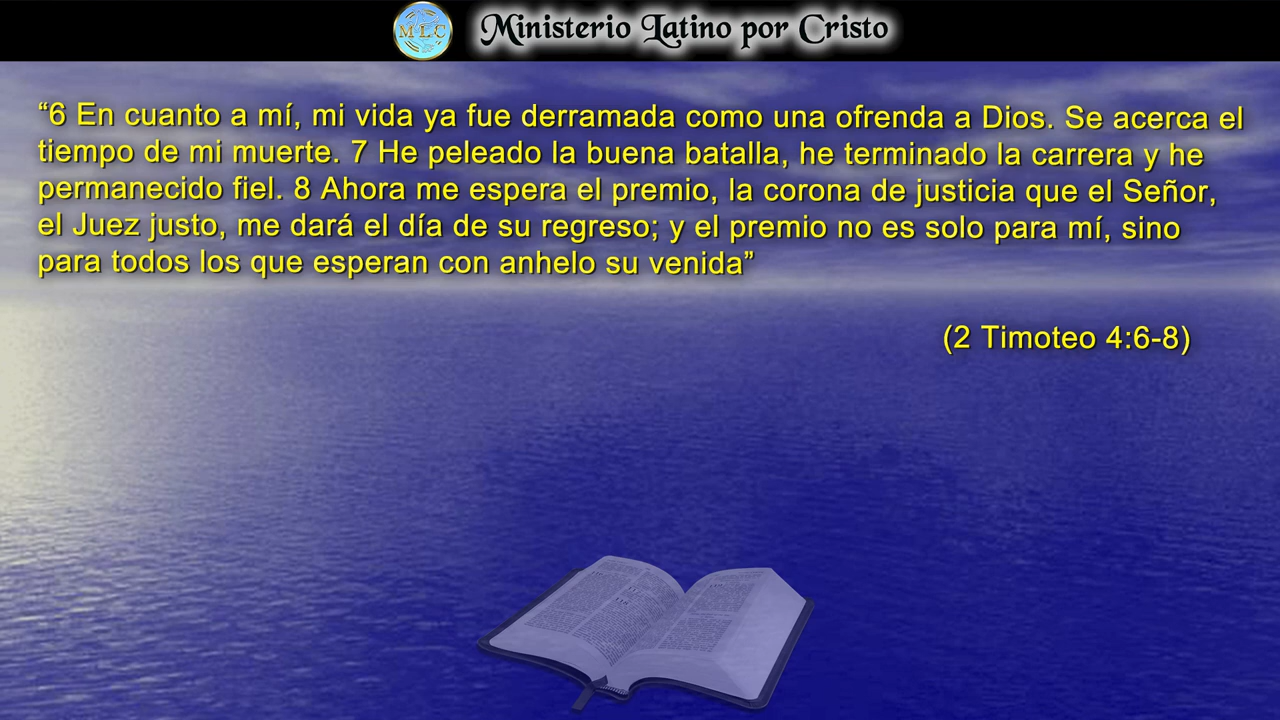 MLC
Ministerio Latino por Cristo
“6 En cuanto a mí, mi vida ya fue derramada como una ofrenda a Dios. Se acerca el
tiempo de mi muerte. 7 He peleado la buena batalla, he terminado la carrera y he
permanecido fiel. 8 Ahora me espera el premio, la corona de justicia que el Señor,
el Juez justo, me dará el día de su regreso; y el premio no es solo para mí, sino
para todos los que esperan con anhelo su venida”
(2 Timoteo 4:6-8)